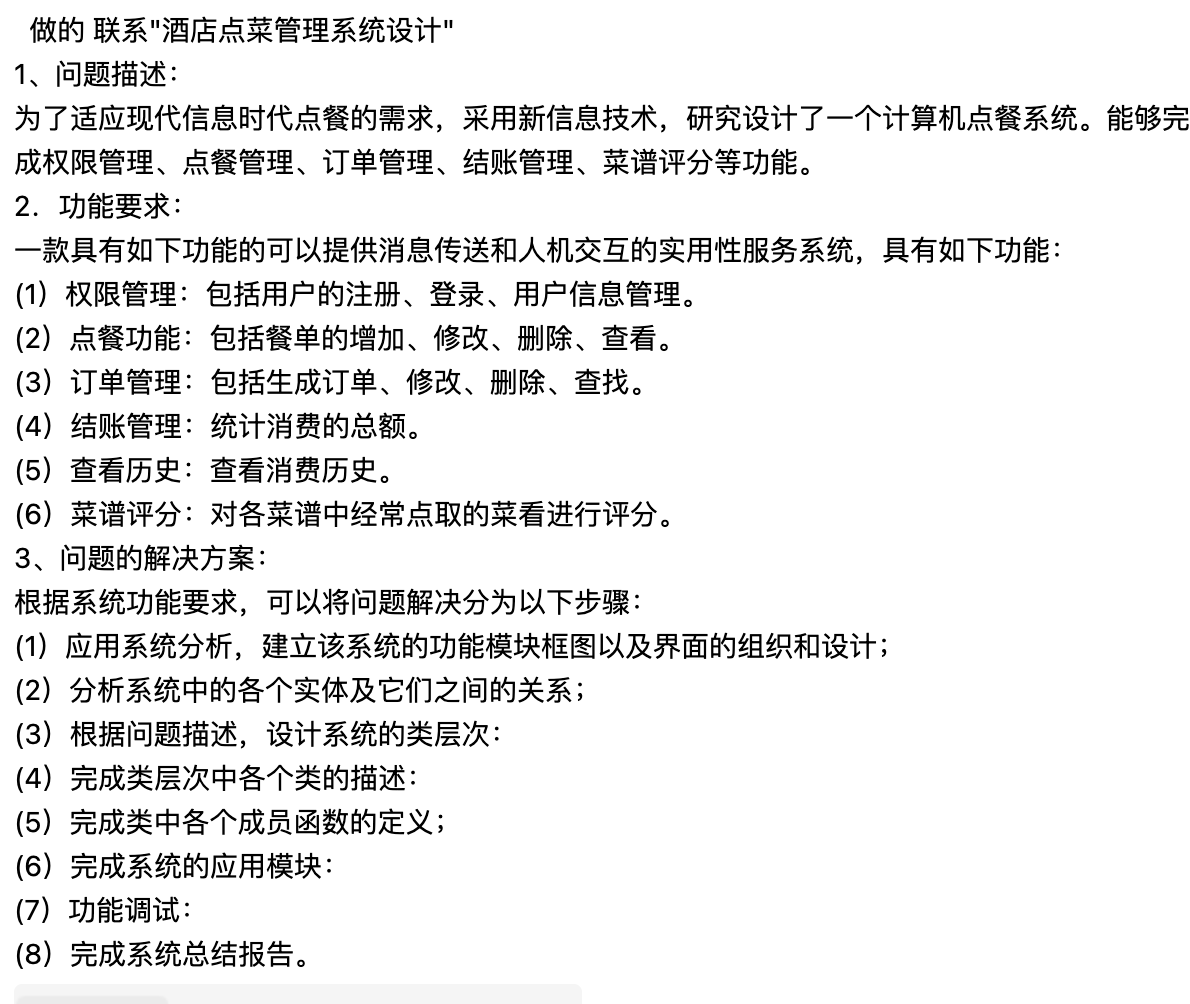 做的 联系"酒店点菜管理系统设计"
1、问题描述：
为了适应现代信息时代点餐的需求，采用新信息技术，研究设计了一个计算机点餐系统。能够完
成权限管理、点餐管理、订单管理、结账管理、菜谱评分等功能。
2．功能要求：
一款具有如下功能的可以提供消息传送和人机交互的实用性服务系统，具有如下功能：
(1）权限管理：包括用户的注册、登录、用户信息管理。
(2）点餐功能：包括餐单的增加、修改、删除、查看。
(3）订单管理：包括生成订单、修改、删除、查找。
(4）结账管理：统计消费的总额。
(5）查看历史：查看消费历史。
(6）菜谱评分：对各菜谱中经常点取的菜看进行评分。
3、问题的解决方案：
根据系统功能要求，可以将问题解决分为以下步骤：
(1）应用系统分析，建立该系统的功能模块框图以及界面的组织和设计；
(2）分析系统中的各个实体及它们之间的关系；
(3）根据问题描述，设计系统的类层次：
(4）完成类层次中各个类的描述：
(5）完成类中各个成员函数的定义；
(6）完成系统的应用模块：
(7）功能调试：
(8）完成系统总结报告。